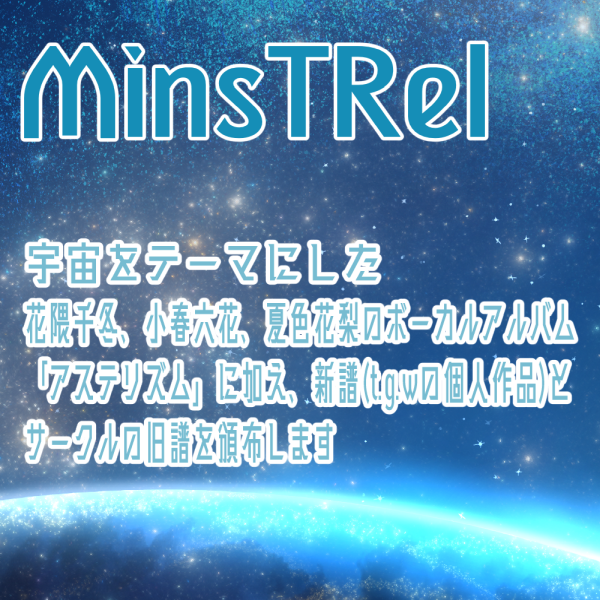 MinsTRel
宇宙をテーマにした
花隈千冬、小春六花、夏色花梨のボーカルアルバム
「アステリズム」に加え、新譜(t.g.wの個人作品)と
サークルの旧譜を頒布します